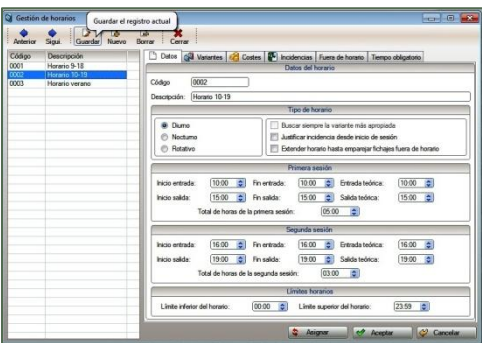 Gestión de horarios
Guardar el registro actual
Anterior Sigui. Guardar Nuevo Borrar Cerrar
Código Descripción
0001 Horario 9-18
0002 Horario 10-19
0003 Horario verano
Datos Variantes Costes Incidencias Fuera de horario Tiempo obligatorio
Datos del horario
Código 0002
Descripción: Horario 10-19
Tipo de horario
Diurno
Nocturno
Rotativo
Buscar siempre la variante más apropiada
Justificar incidencia desde inicio de sesión
Extender horario hasta emparejar fichajes fuera de horario
Primera sesión
Inicio entrada: 10:00 Fin entrada: 10:00 Entrada teórica: 10:00
Inicio salida: 15:00 Fin salida: 15:00 Salida teórica: 15:00
Total de horas de la primera sesión: 05:00
Segunda sesión
Inicio entrada: 16:00 Fin entrada: 16:00 Entrada teórica: 16:00
Inicio salida: 19:00 Fin salida: 19:00 Salida teórica: 19:00
Total de horas de la segunda sesión: 03:00
Límites horarios
Límite inferior del horario: 00:00 Límite superior del horario: 23:59
Asignar Aceptar Cancelar